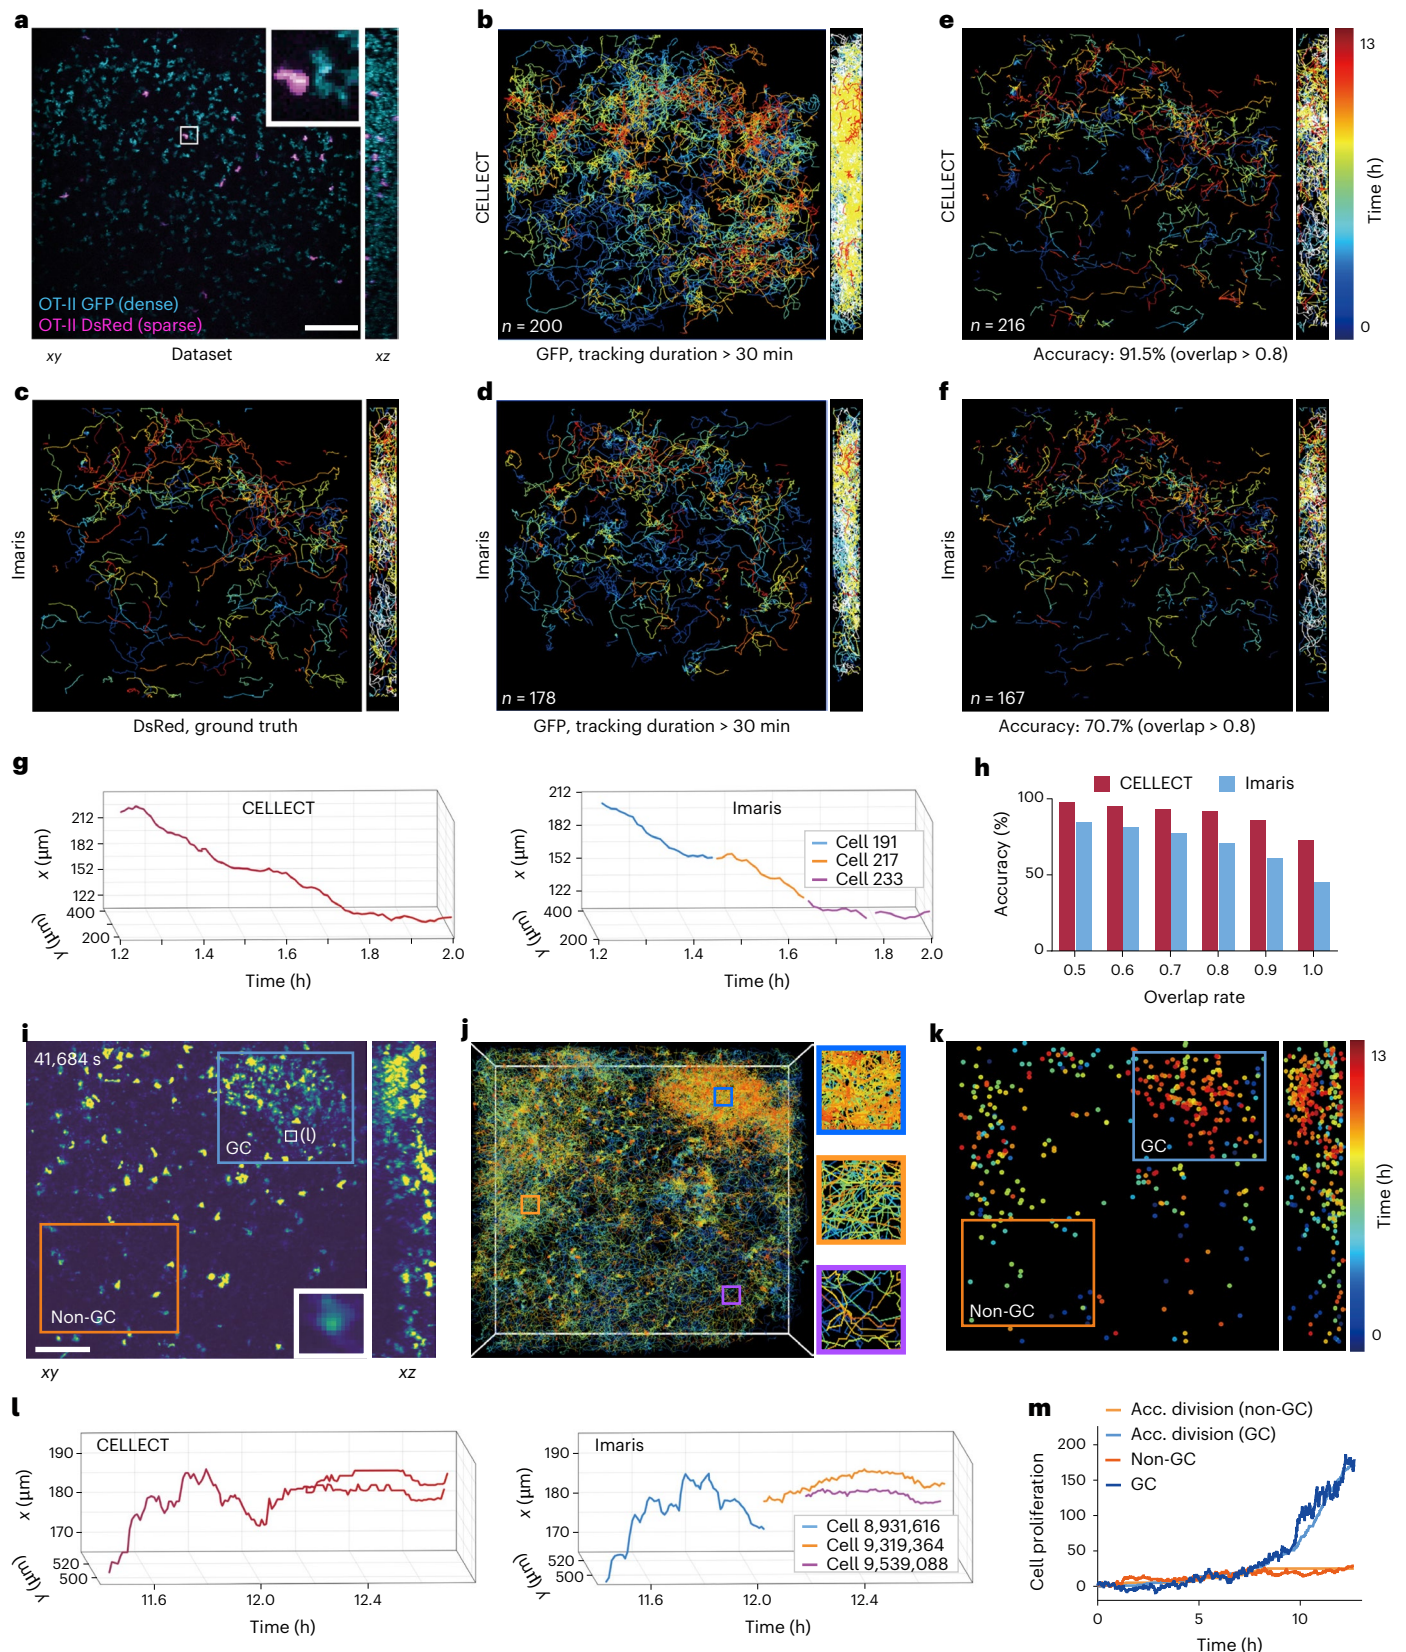 a
OT-II GFP (dense)
OT-II DsRed (sparse)
xy
Dataset
xz
b
CELLECT
n = 200
GFP, tracking duration > 30 min
e
CELLECT
n = 216
Accuracy: 91.5% (overlap > 0.8)
13
Time (h)
0
c
Imaris
DsRed, ground truth
d
Imaris
n = 178
GFP, tracking duration > 30 min
f
Imaris
n = 167
Accuracy: 70.7% (overlap > 0.8)
g
CELLECT
x (µm)
212
182
152
122
400
200
y (µm)
1.2 1.4 1.6 1.8 2.0
Time (h)
Imaris
x (µm)
212
182
152
122
400
200
y (µm)
Cell 191
Cell 217
Cell 233
1.2 1.4 1.6 1.8 2.0
Time (h)
h
CELLECT Imaris
Accuracy (%)
100
50
0
0.5 0.6 0.7 0.8 0.9 1.0
Overlap rate
i
41,684 s
(l)
GC
Non-GC
xy
xz
j
k
GC
Non-GC
13
Time (h)
0
l
CELLECT
x (µm)
190
180
170
520
500
y (µm)
11.6 12.0 12.4
Time (h)
Imaris
x (µm)
190
180
170
520
500
y (µm)
Cell 8,931,616
Cell 9,319,364
Cell 9,539,088
11.6 12.0 12.4
Time (h)
m
Acc. division (non-GC)
Acc. division (GC)
Non-GC
GC
Cell proliferation
200
150
100
50
0
0 5 10
Time (h)